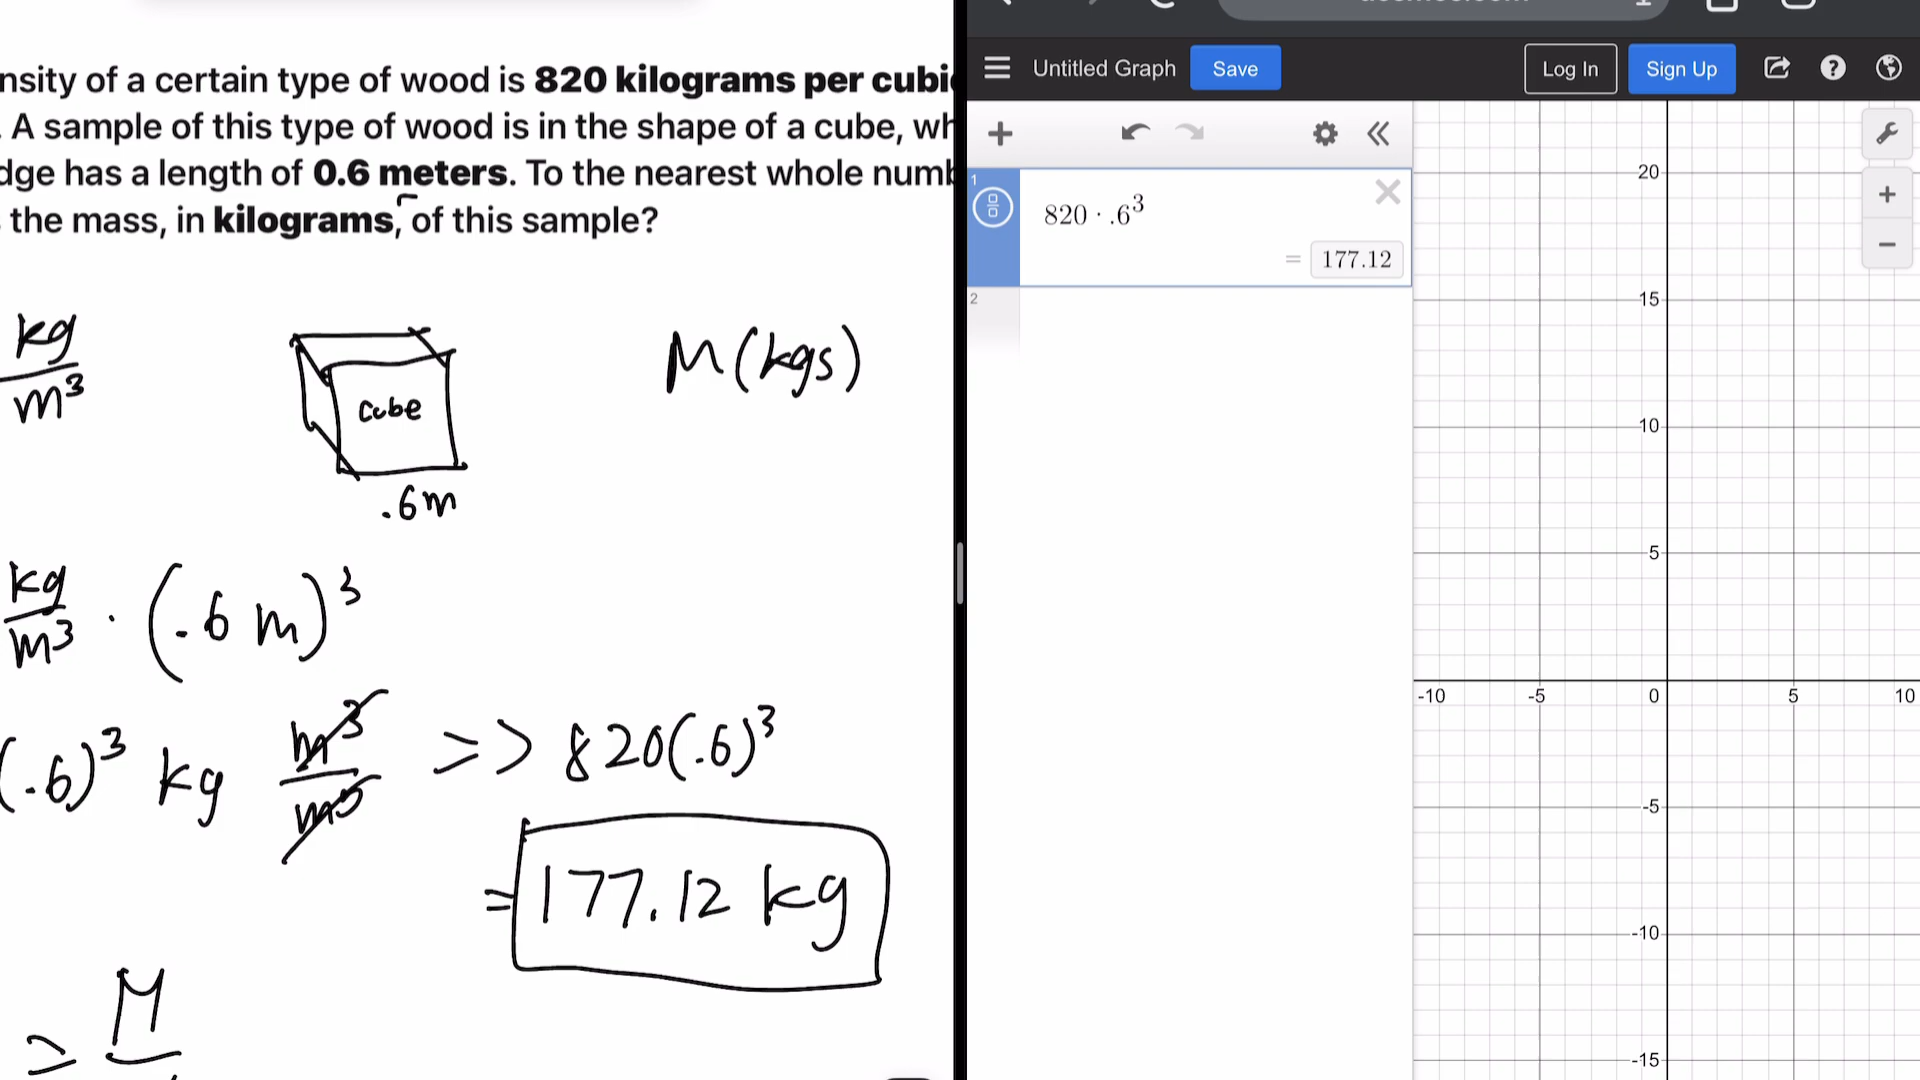 nsity of a certain type of wood is 820 kilograms per cubi
. A sample of this type of wood is in the shape of a cube, wh
dge has a length of 0.6 meters. To the nearest whole numb
the mass, in kilograms, of this sample?
kg
m³
cube
.6m
M(kgs)
kg
m³ · (.6 m)³
(.6)³ kg m³
m³
=> 820(.6)³
= 177.12 kg
= M
Untitled Graph
Save
Log In
Sign Up
1
820 · .6³
= 177.12
2
20
15
10
5
-10
-5
0
5
10
-5
-10
-15